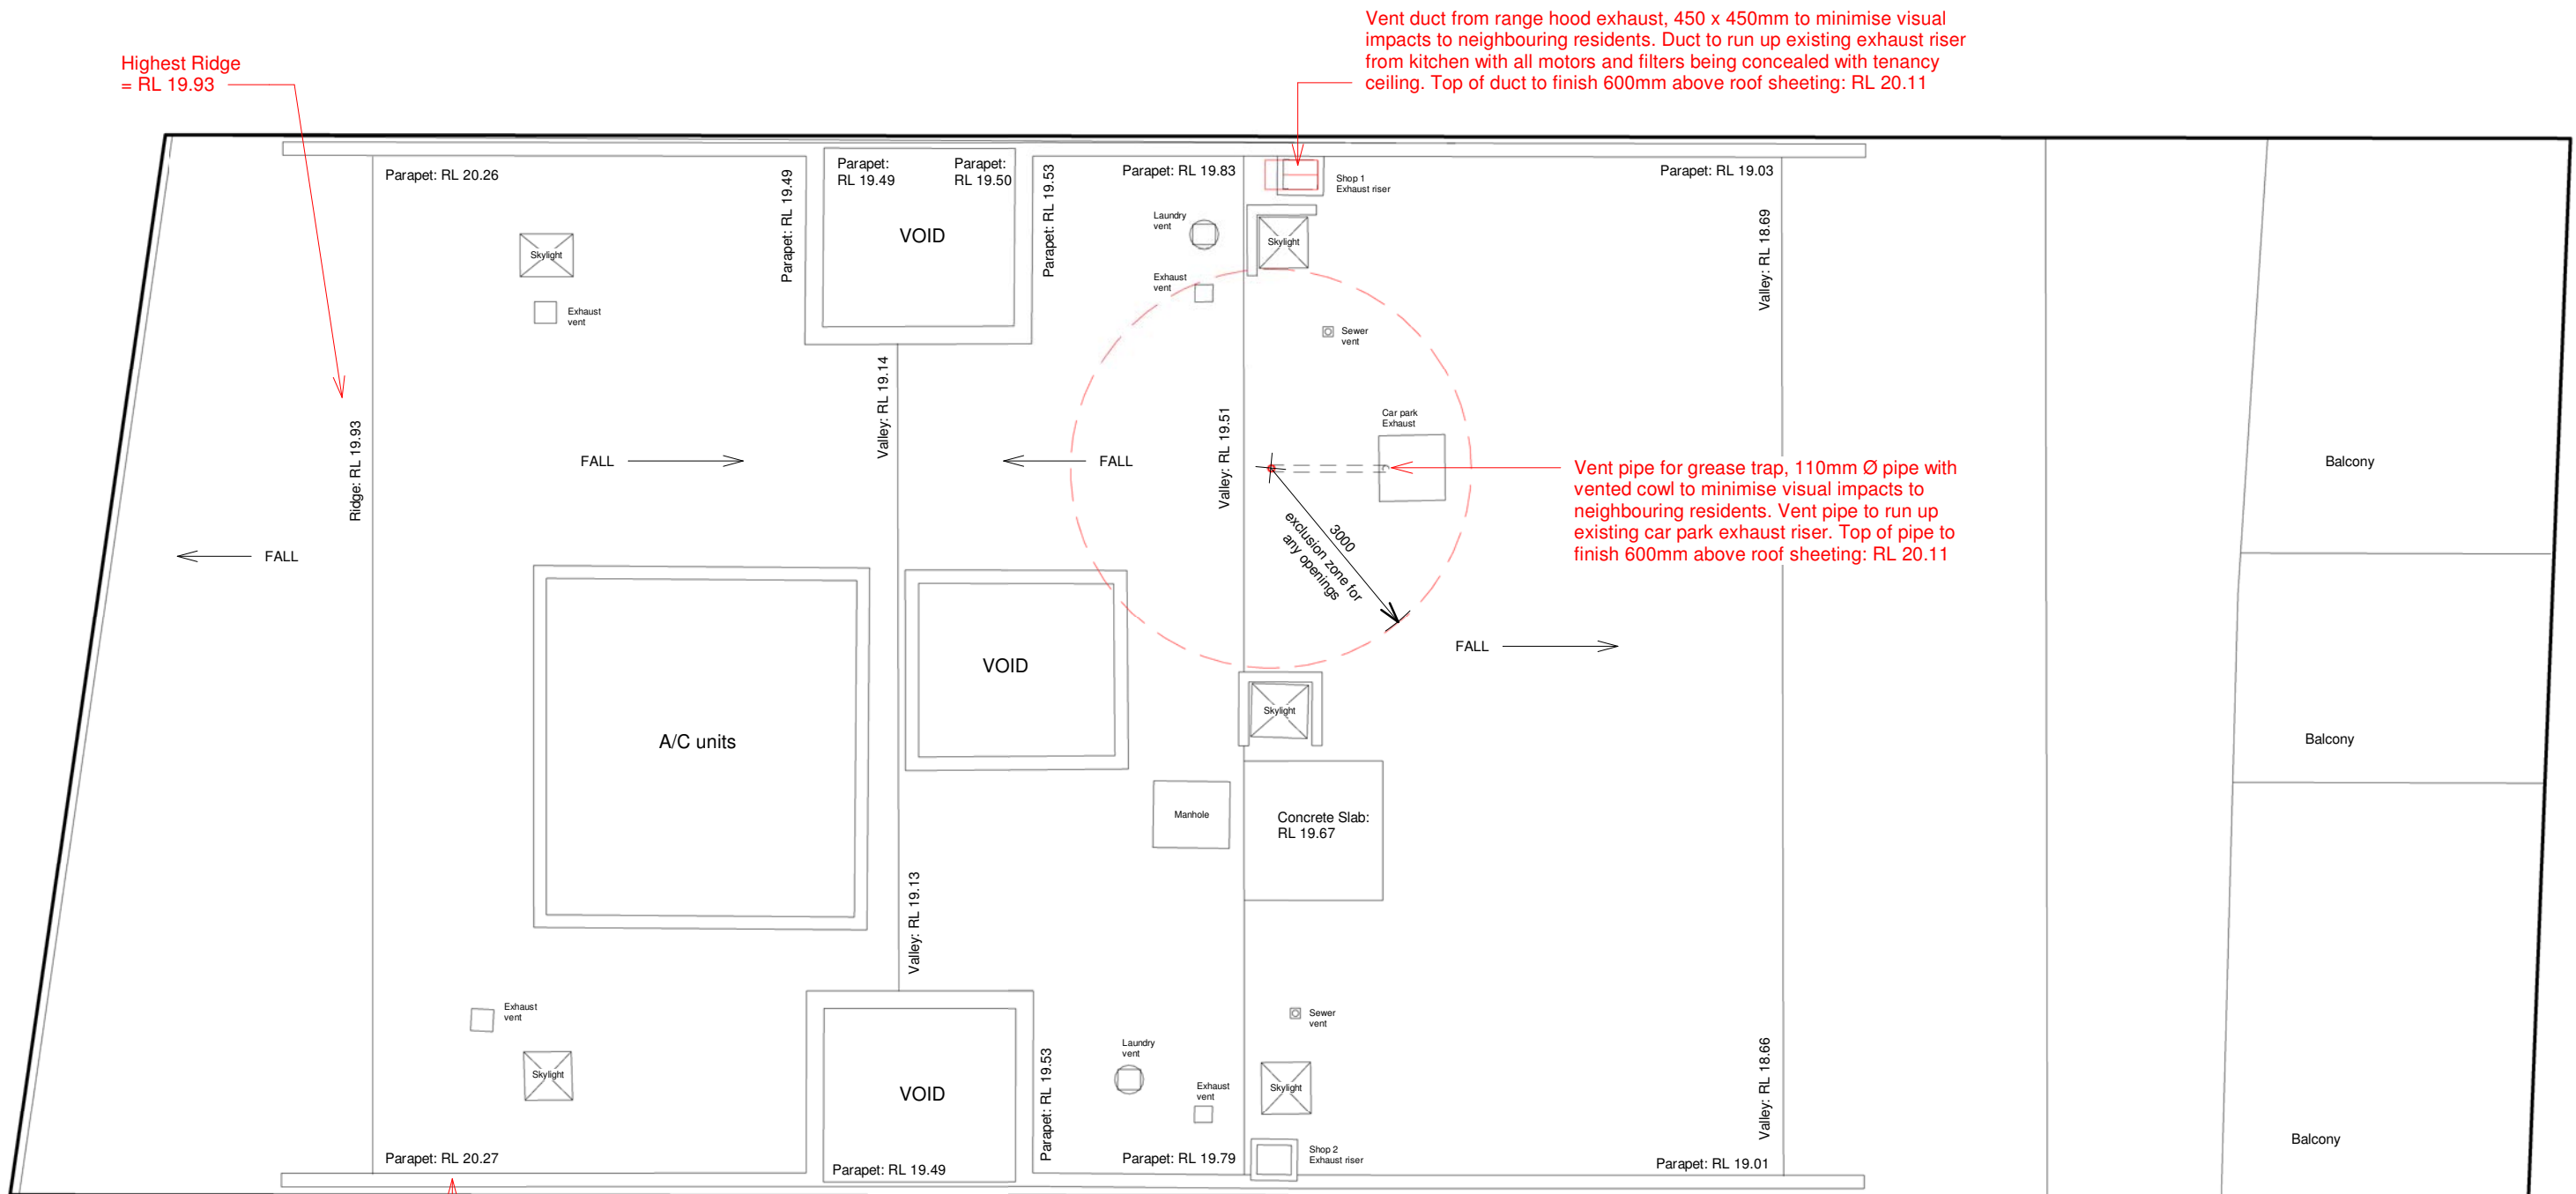 Vent duct from range hood exhaust, 450 x 450mm to minimise visual
impacts to neighbouring residents. Duct to run up existing exhaust riser
from kitchen with all motors and filters being concealed with tenancy
ceiling. Top of duct to finish 600mm above roof sheeting: RL 20.11
Highest Ridge
= RL 19.93
Parapet: RL 20.26
Parapet: RL 19.49
Parapet:
RL 19.49
Parapet:
RL 19.50
VOID
Parapet: RL 19.53
Parapet: RL 19.83
Shop 1
Exhaust riser
Parapet: RL 19.03
Laundry
vent
Skylight
Skylight
Valley: RL 18.69
Exhaust
vent
Exhaust
vent
Sewer
vent
Valley: RL 19.14
Valley: RL 19.51
Car park
Exhaust
Ridge: RL 19.93
FALL
FALL
Balcony
Vent pipe for grease trap, 110mm Ø pipe with
vented cowl to minimise visual impacts to
neighbouring residents. Vent pipe to run up
existing car park exhaust riser. Top of pipe to
finish 600mm above roof sheeting: RL 20.11
3000
exclusion zone for
any openings
FALL
FALL
VOID
Skylight
A/C units
Balcony
Manhole
Concrete Slab:
RL 19.67
Valley: RL 19.13
Exhaust
vent
Sewer
vent
Laundry
vent
Skylight
Skylight
VOID
Parapet: RL 19.53
Exhaust
vent
Valley: RL 18.66
Balcony
Parapet: RL 20.27
Parapet: RL 19.49
Parapet: RL 19.79
Shop 2
Exhaust riser
Parapet: RL 19.01